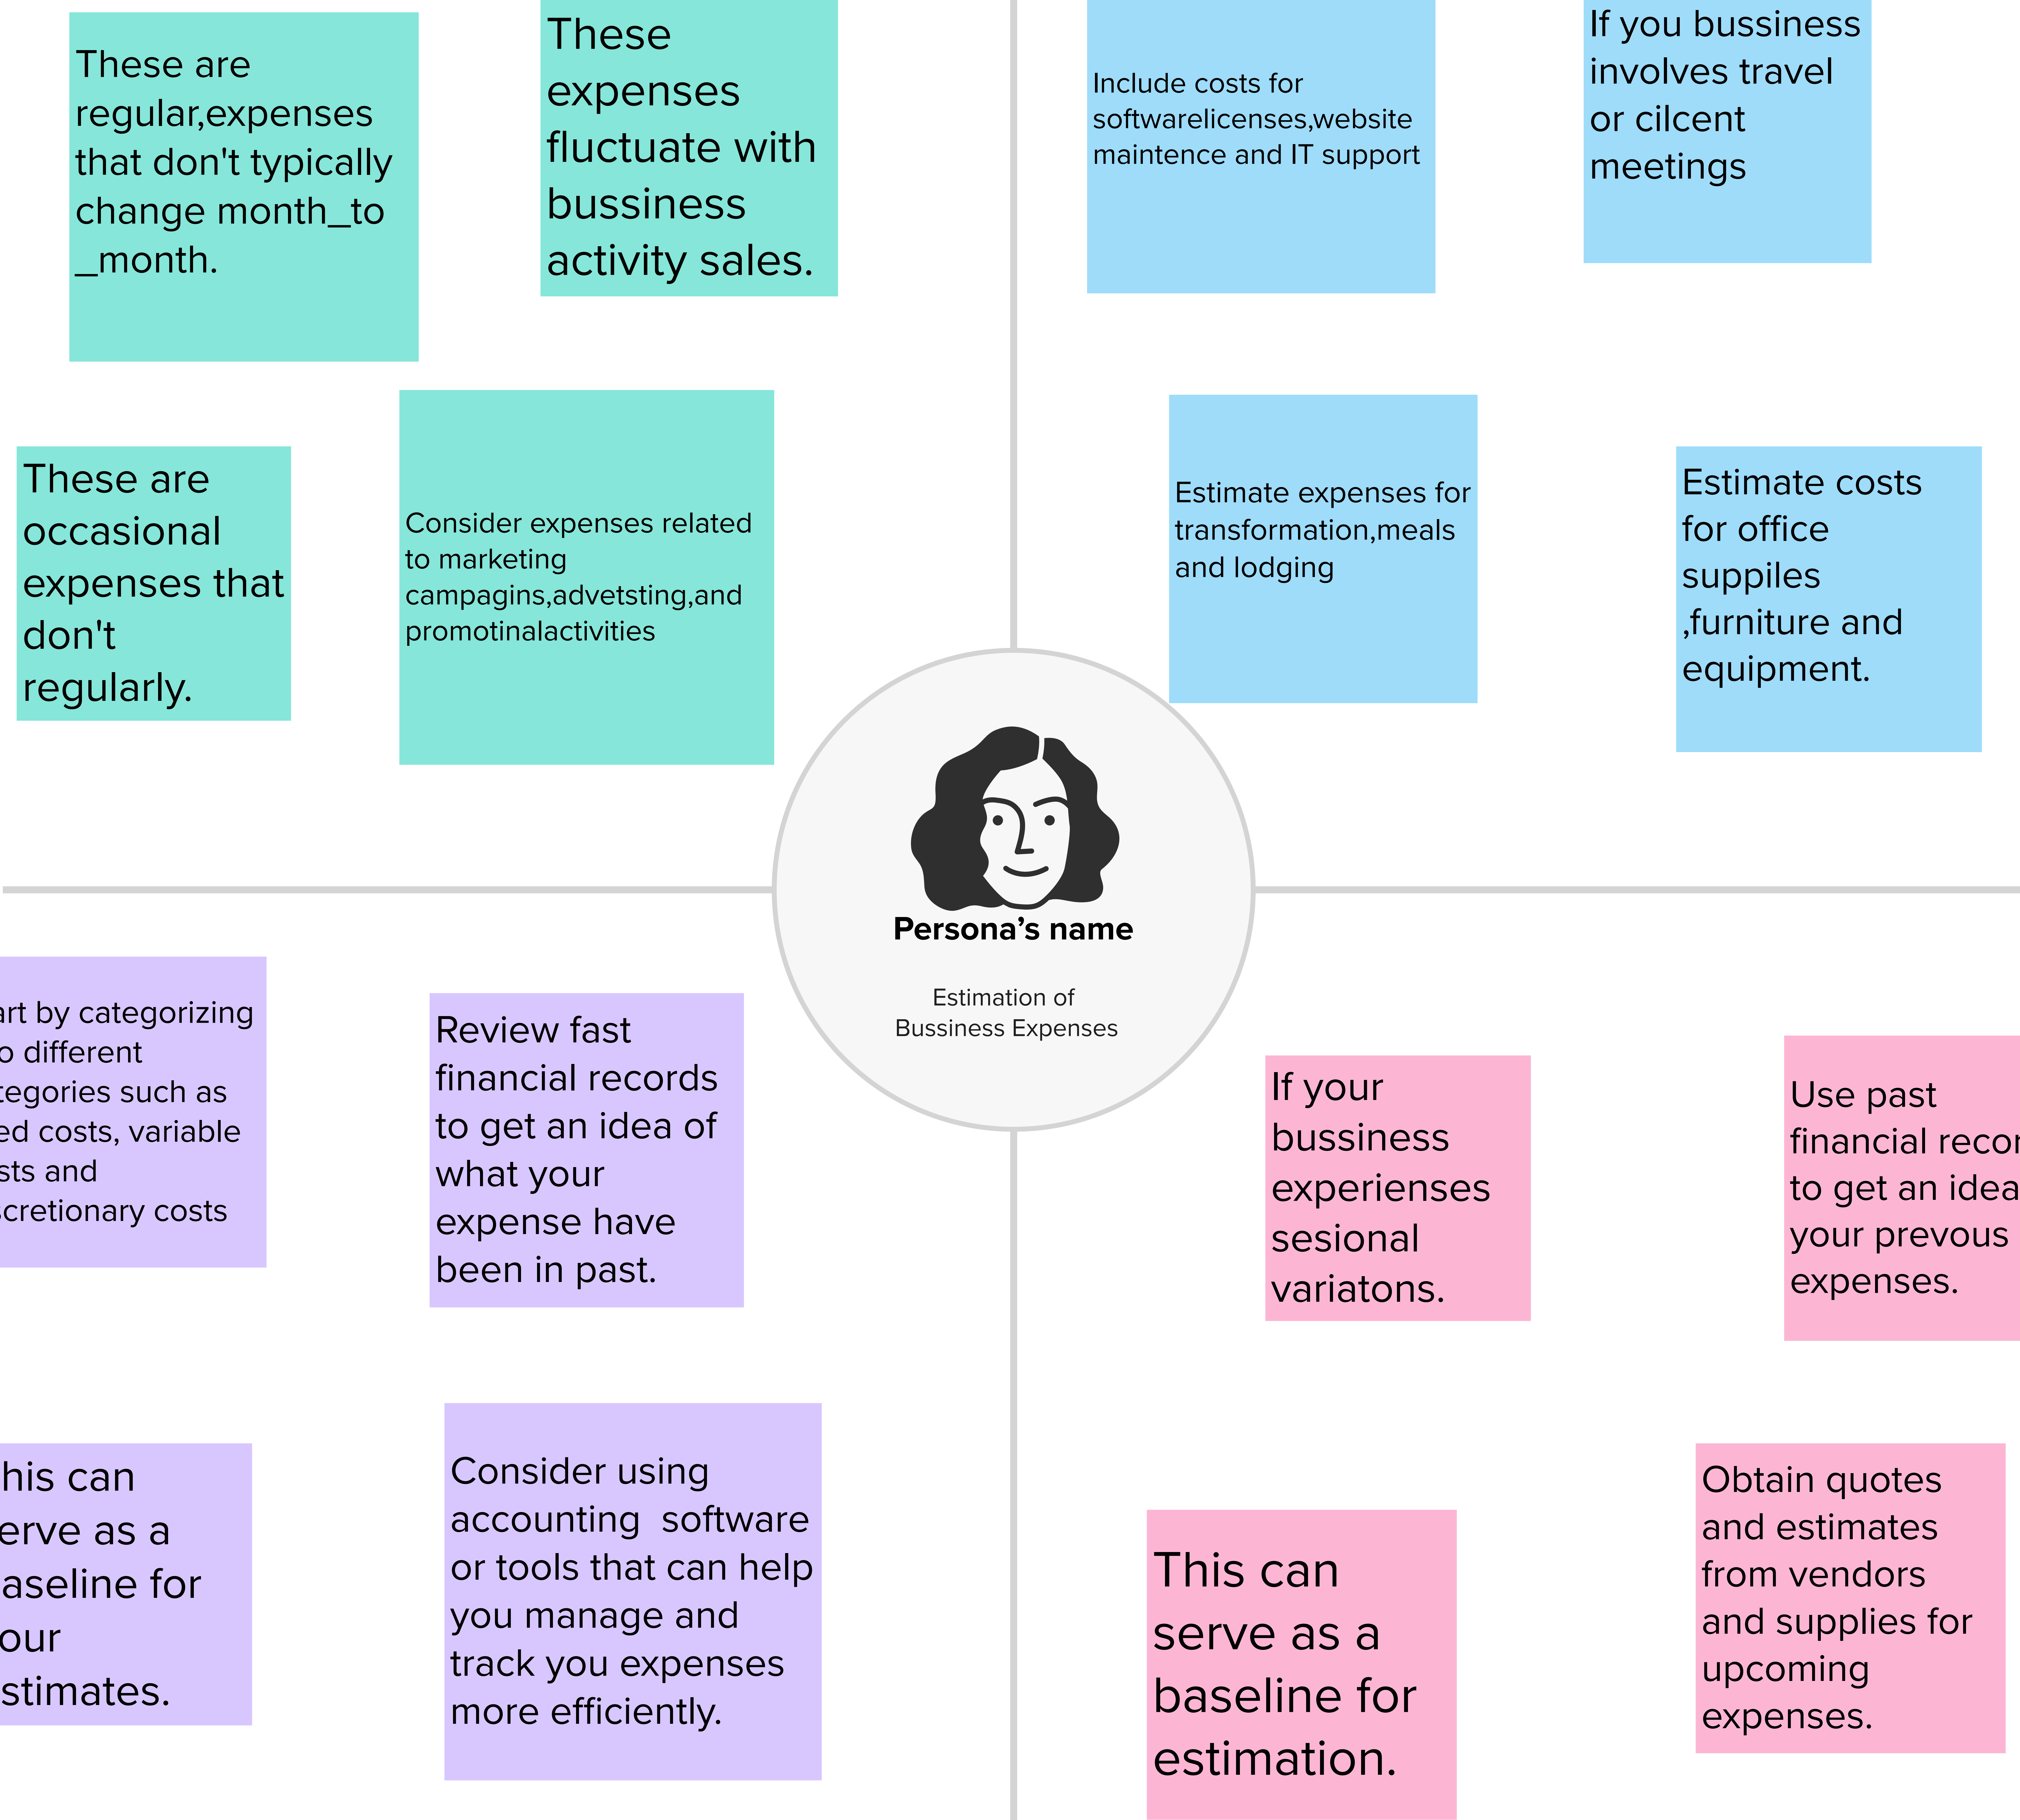 These are
regular,expenses
that don't typically
change month_to
_month.
These
expenses
fluctuate with
bussiness
activity sales.
Include costs for
softwarelicenses,website
maintence and IT support
If you bussiness
involves travel
or cilcent
meetings
These are
occasional
expenses that
don't
regularly.
Consider expenses related
to marketing
campagins,advetsting,and
promotinalactivities
Estimate expenses for
transformation,meals
and lodging
Estimate costs
for office
suppiles
,furniture and
equipment.
Persona’s name
Estimation of
Bussiness Expenses
art by categorizing
o different
tegories such as
ed costs, variable
sts and
scretionary costs
Review fast
financial records
to get an idea of
what your
expense have
been in past.
If your
bussiness
experienses
sesional
variatons.
Use past
financial recor
to get an idea
your prevous
expenses.
his can
erve as a
aseline for
our
stimates.
Consider using
accounting  software
or tools that can help
you manage and
track you expenses
more efficiently.
This can
serve as a
baseline for
estimation.
Obtain quotes
and estimates
from vendors
and supplies for
upcoming
expenses.